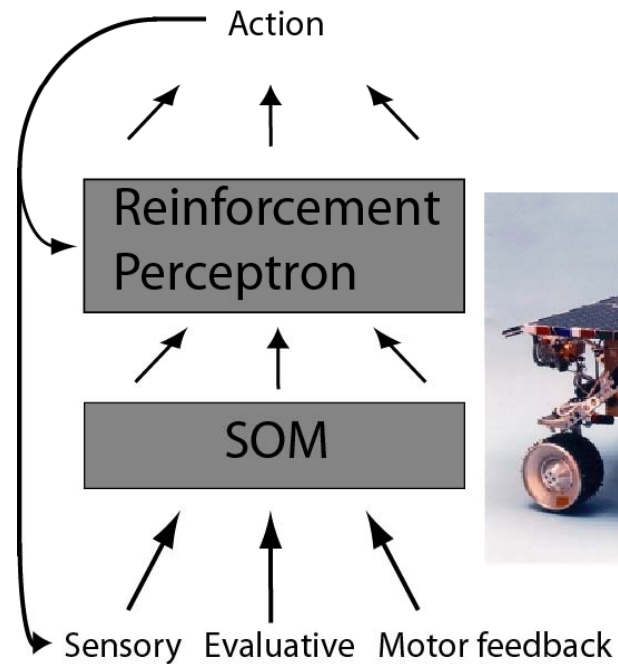 Action
Reinforcement
Perceptron
SOM
Sensory Evaluative Motor feedback